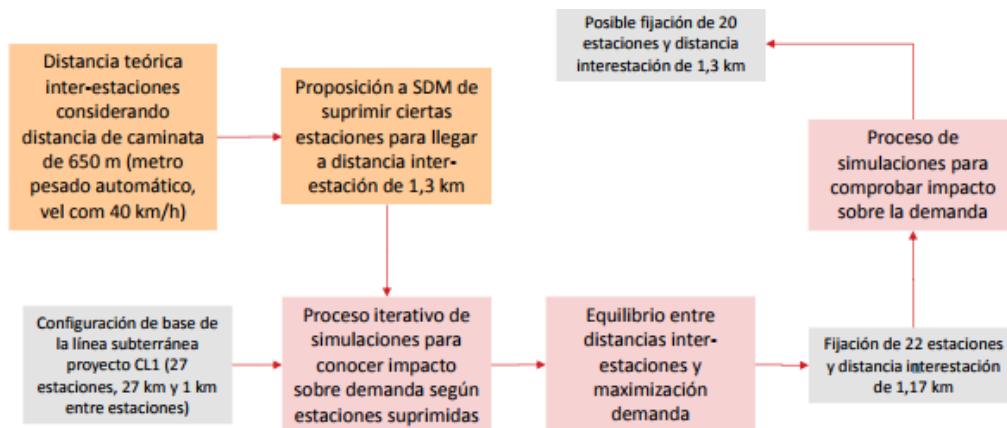 Distancia teórica
inter-estaciones
considerando
distancia de caminata
de 650 m (metro
pesado automático,
vel com 40 km/h)
Proposición a SDM de
suprimir ciertas
estaciones para llegar
a distancia inter-
estación de 1,3 km
Configuración de base de
la línea subterránea
proyecto CL1 (27
estaciones, 27 km y 1 km
entre estaciones)
Proceso iterativo de
simulaciones para
conocer impacto
sobre demanda según
estaciones suprimidas
Equilibrio entre
distancias inter-
estaciones y
maximización
demanda
Fijación de 22 estaciones
y distancia interestación
de 1,17 km
Proceso de
simulaciones para
comprobar impacto
sobre la demanda
Posible fijación de 20
estaciones y distancia
interestación de 1,3 km